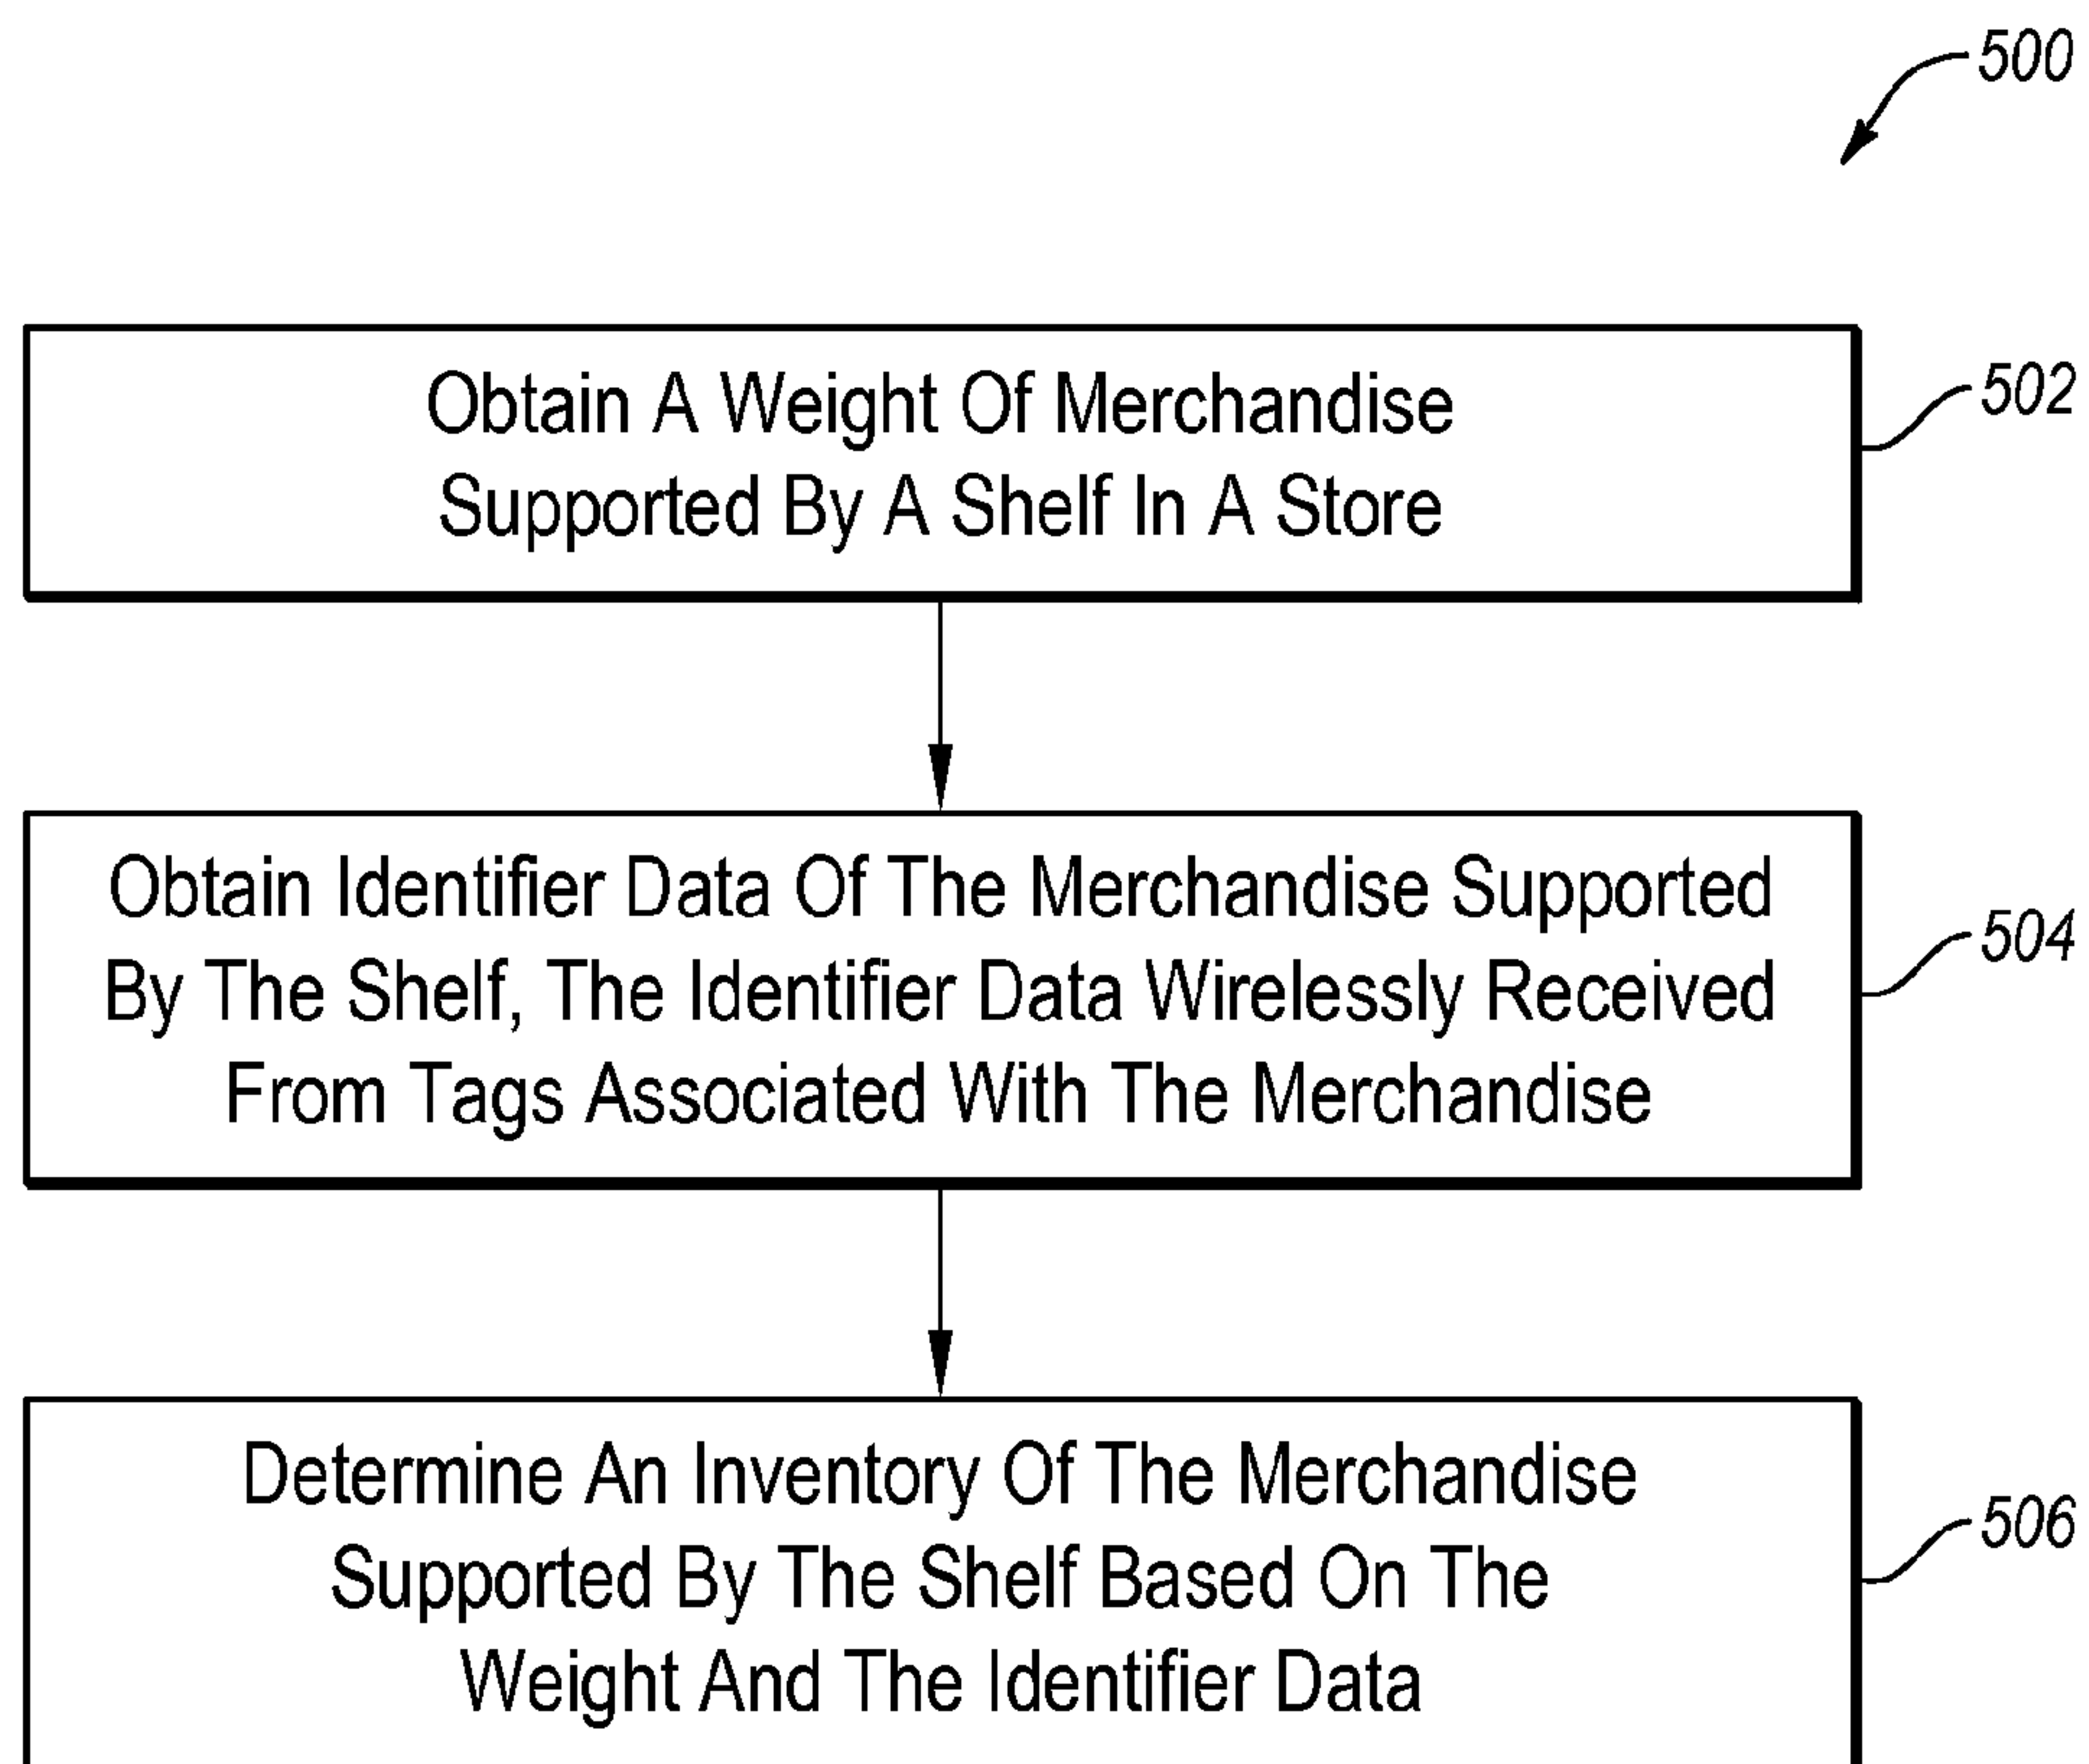 500
Obtain A Weight Of Merchandise
Supported By A Shelf In A Store
502
Obtain Identifier Data Of The Merchandise Supported
By The Shelf, The Identifier Data Wirelessly Received
From Tags Associated With The Merchandise
504
Determine An Inventory Of The Merchandise
Supported By The Shelf Based On The
Weight And The Identifier Data
506